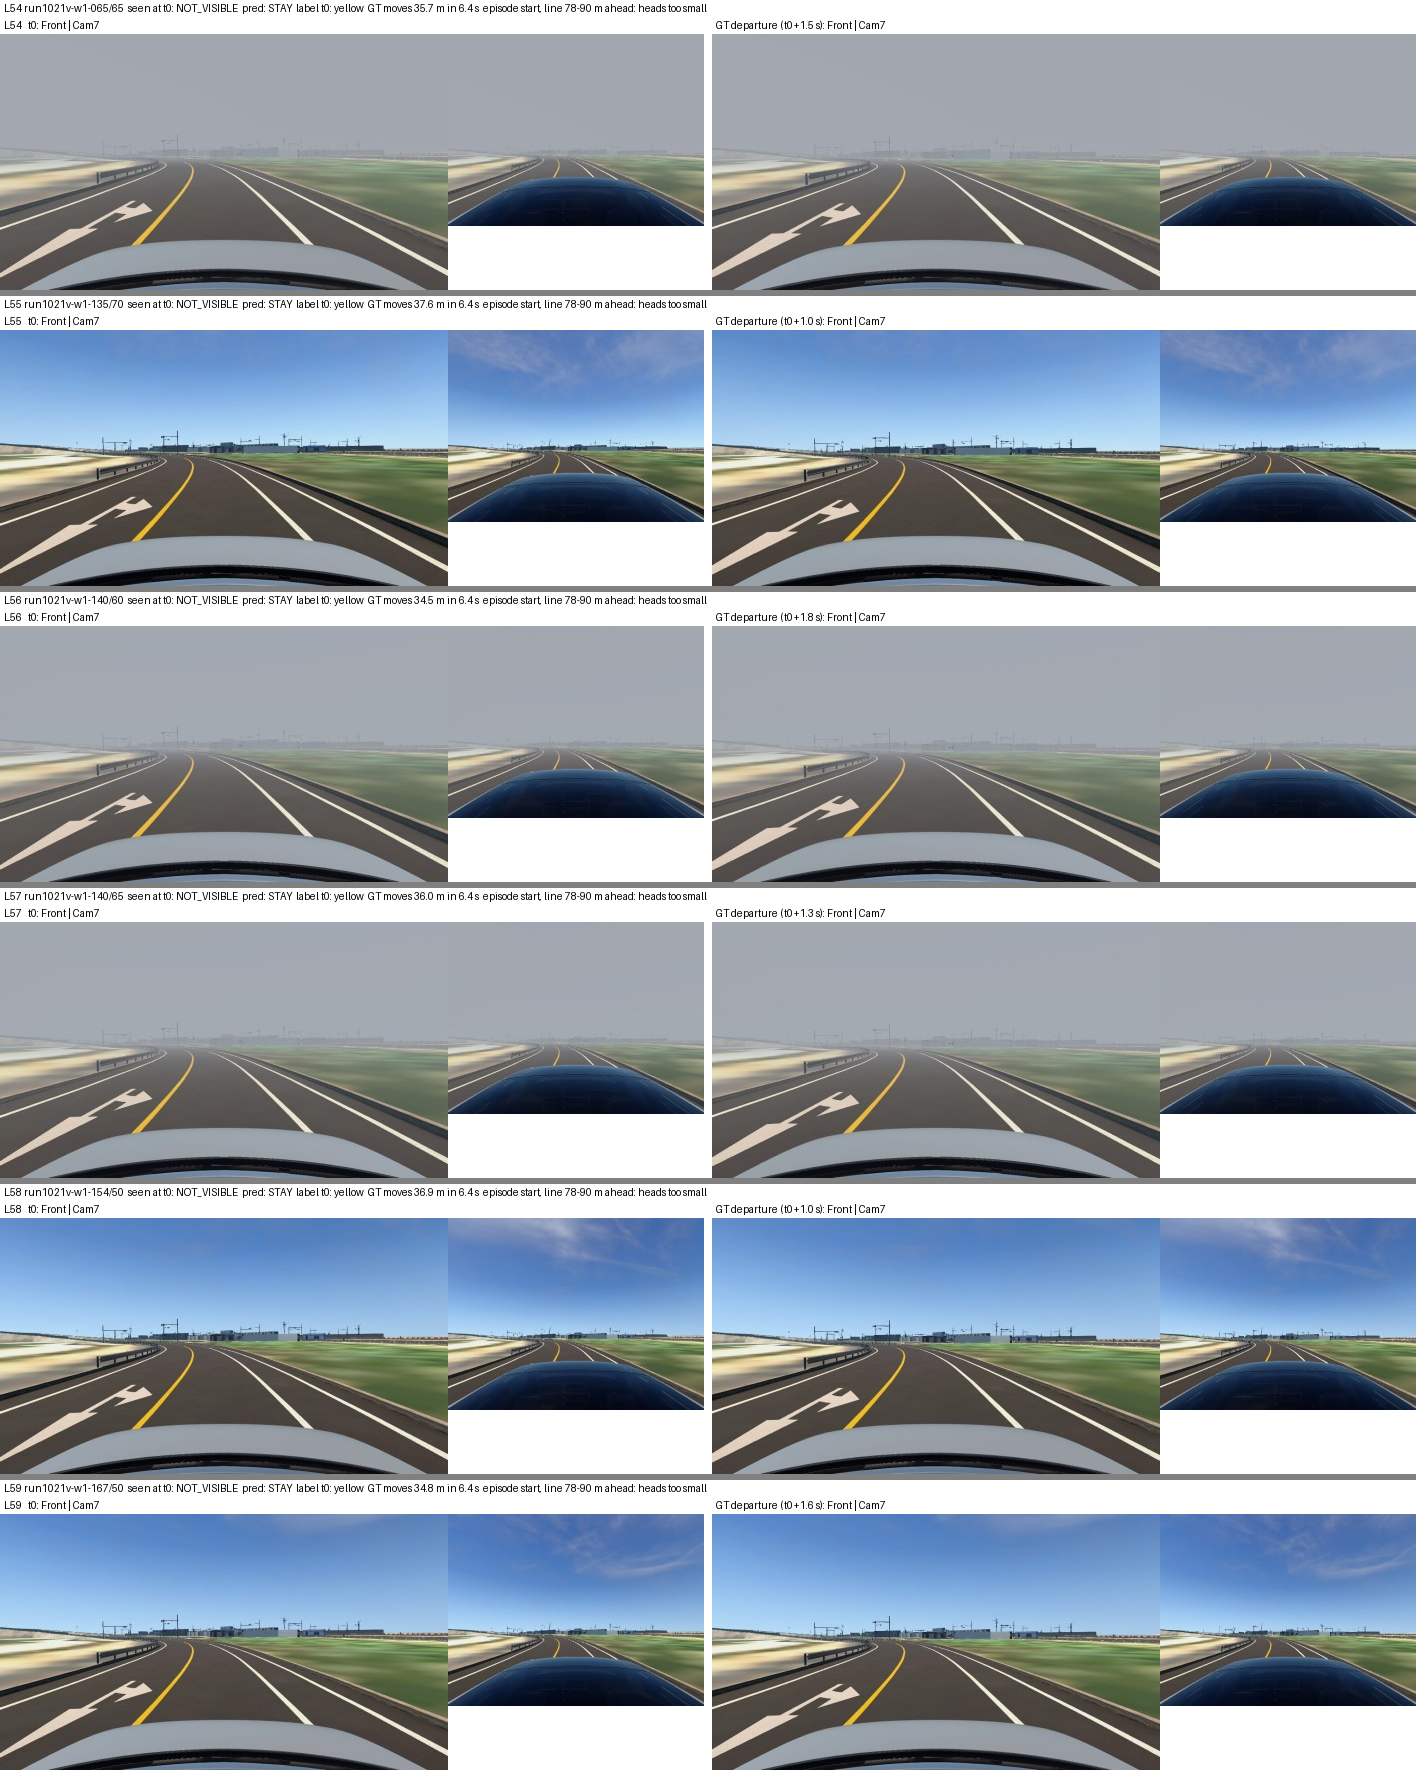 L54 run1021v-w1-065/65 seen at t0: NOT_VISIBLE pred: STAY label t0: yellow GT moves 35.7 m in 6.4 s episode start, line 78-90 m ahead: heads too small
L54 t0: Front | Cam7
GT departure (t0+1.5 s): Front | Cam7
L55 run1021v-w1-135/70 seen at t0: NOT_VISIBLE pred: STAY label t0: yellow GT moves 37.6 m in 6.4 s episode start, line 78-90 m ahead: heads too small
L55 t0: Front | Cam7
GT departure (t0+1.0 s): Front | Cam7
L56 run1021v-w1-140/60 seen at t0: NOT_VISIBLE pred: STAY label t0: yellow GT moves 34.5 m in 6.4 s episode start, line 78-90 m ahead: heads too small
L56 t0: Front | Cam7
GT departure (t0+1.8 s): Front | Cam7
L57 run1021v-w1-140/65 seen at t0: NOT_VISIBLE pred: STAY label t0: yellow GT moves 36.0 m in 6.4 s episode start, line 78-90 m ahead: heads too small
L57 t0: Front | Cam7
GT departure (t0+1.3 s): Front | Cam7
L58 run1021v-w1-154/50 seen at t0: NOT_VISIBLE pred: STAY label t0: yellow GT moves 36.9 m in 6.4 s episode start, line 78-90 m ahead: heads too small
L58 t0: Front | Cam7
GT departure (t0+1.0 s): Front | Cam7
L59 run1021v-w1-167/50 seen at t0: NOT_VISIBLE pred: STAY label t0: yellow GT moves 34.8 m in 6.4 s episode start, line 78-90 m ahead: heads too small
L59 t0: Front | Cam7
GT departure (t0+1.6 s): Front | Cam7